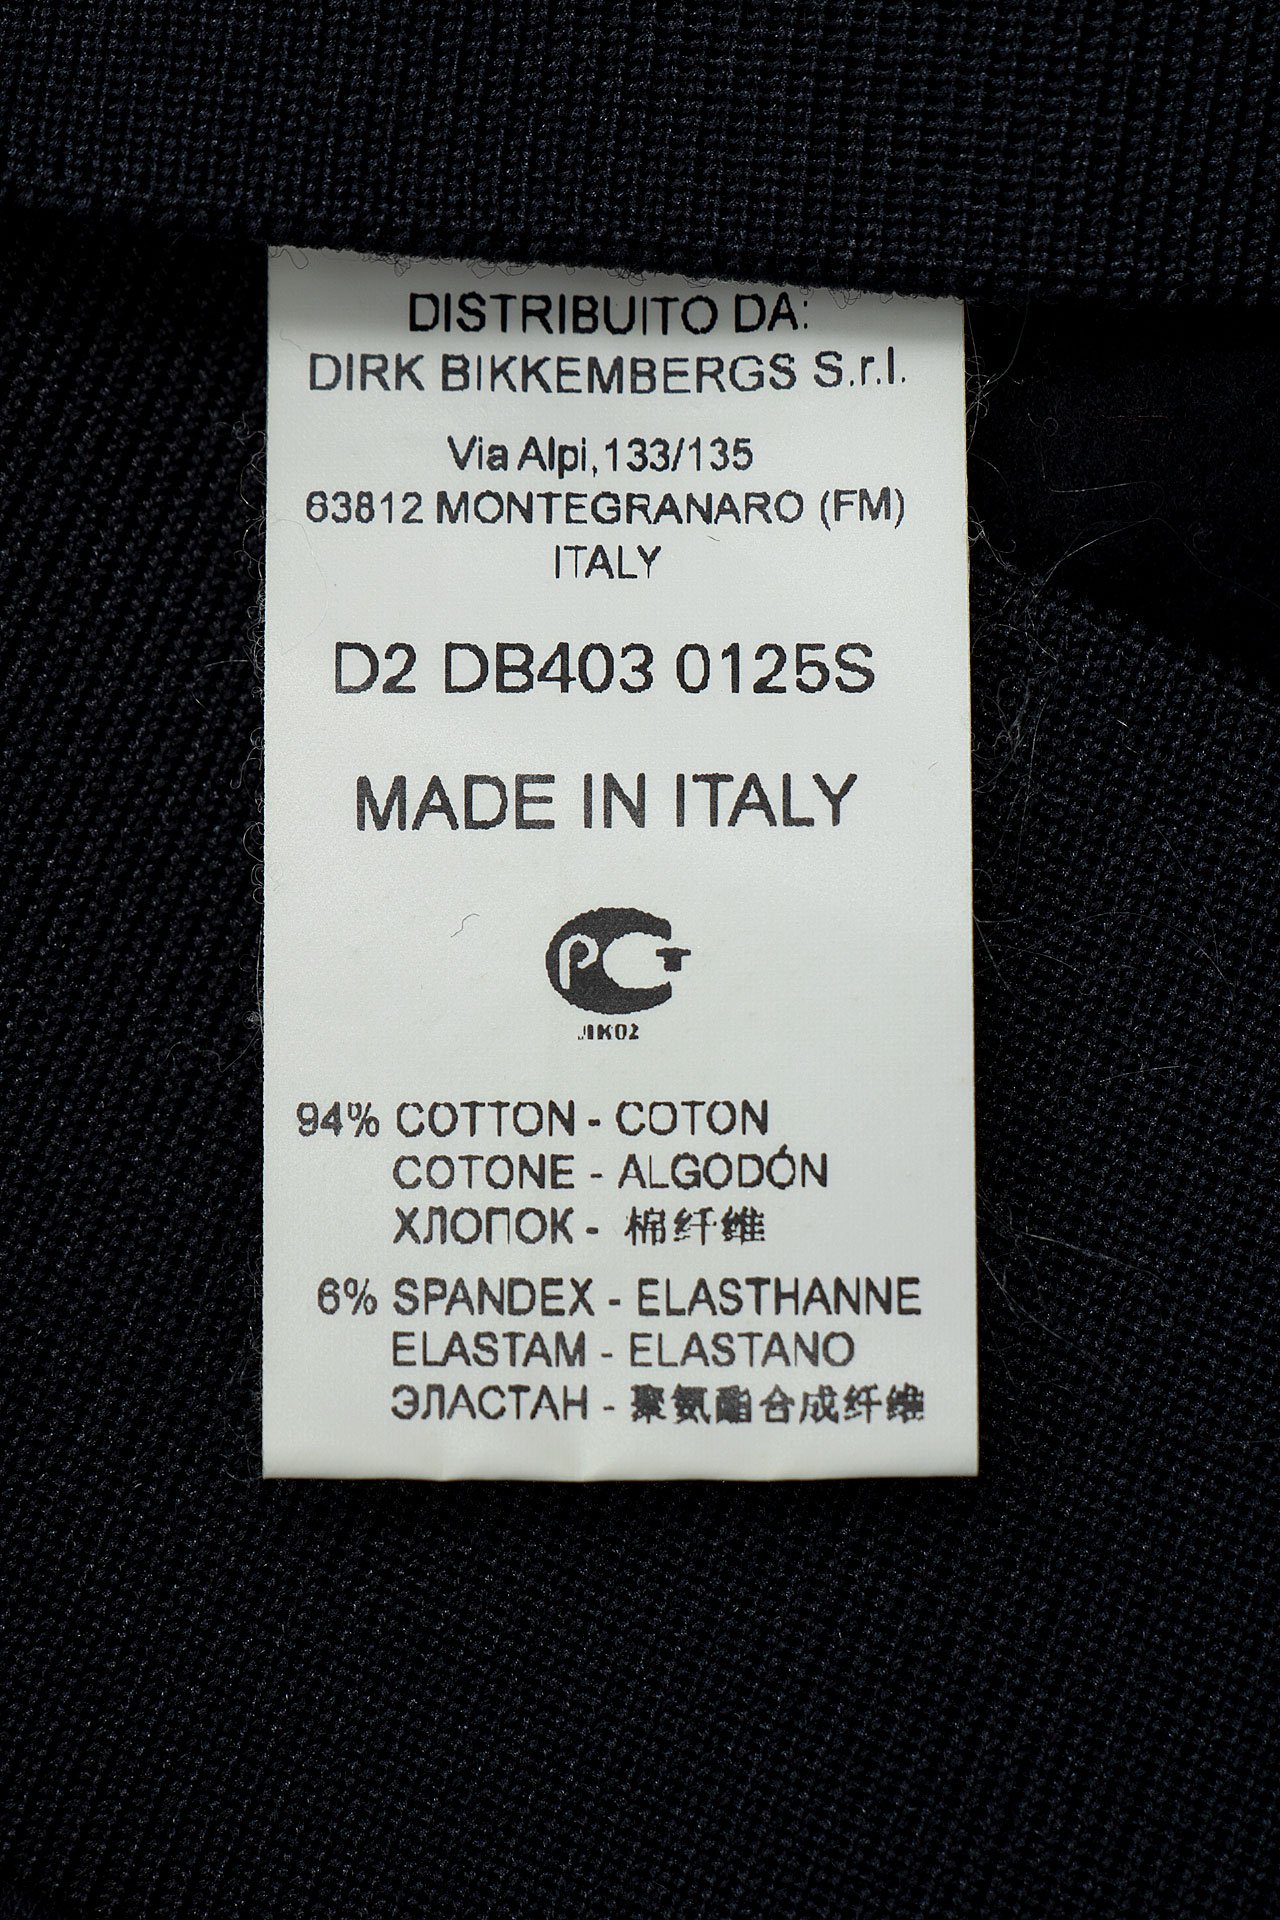 DISTRIBUITO DA:
DIRK BIKKEMBERGS S.r.l.
Via Alpi,133/135
63812 MONTEGRANARO (FM)
ITALY
D2 DB403 0125S
MADE IN ITALY
РСТ
94% COTTON - COTON
COTONE - ALGODÓN
ХЛОПОК - 棉纤维
6% SPANDEX - ELASTHANNE
ELASTAM - ELASTANO
ЭЛАСТАН - 聚氨酯合成纤维